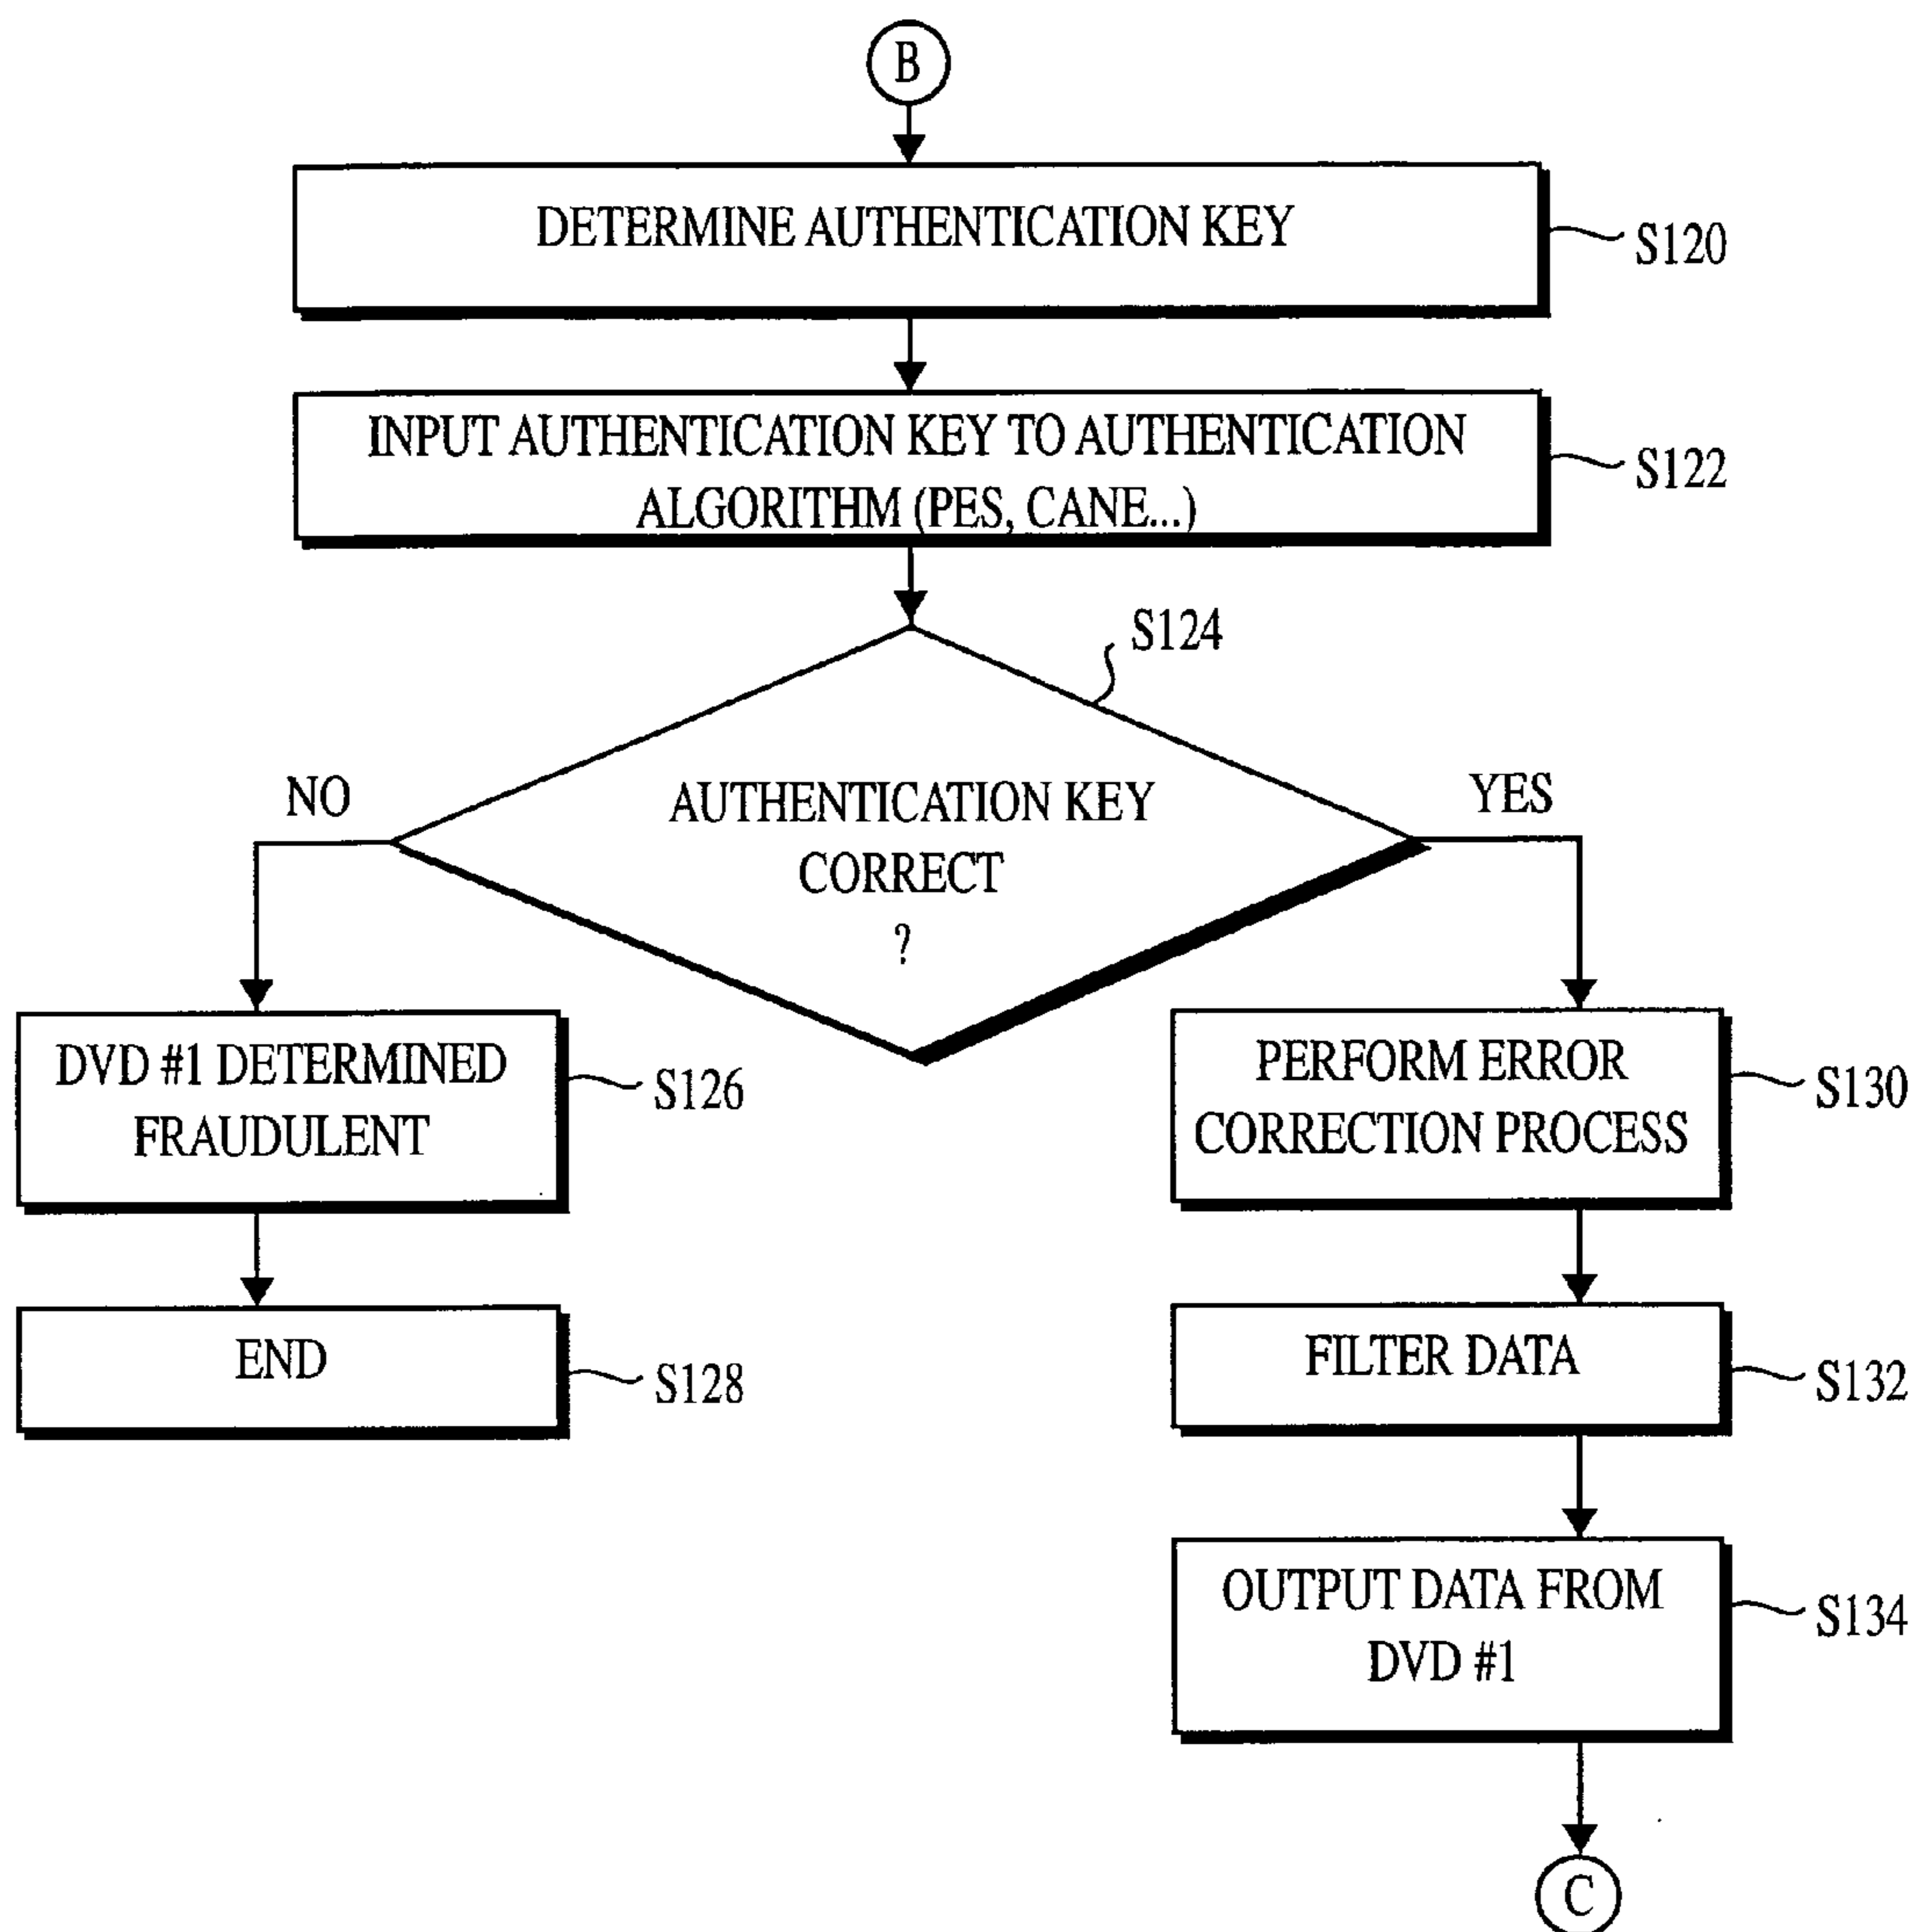 B
DETERMINE AUTHENTICATION KEY
S120
INPUT AUTHENTICATION KEY TO AUTHENTICATION
ALGORITHM (PES, CANE...)
S122
S124
AUTHENTICATION KEY
CORRECT
?
NO
YES
DVD #1 DETERMINED
FRAUDULENT
S126
END
S128
PERFORM ERROR
CORRECTION PROCESS
S130
FILTER DATA
S132
OUTPUT DATA FROM
DVD #1
S134
C